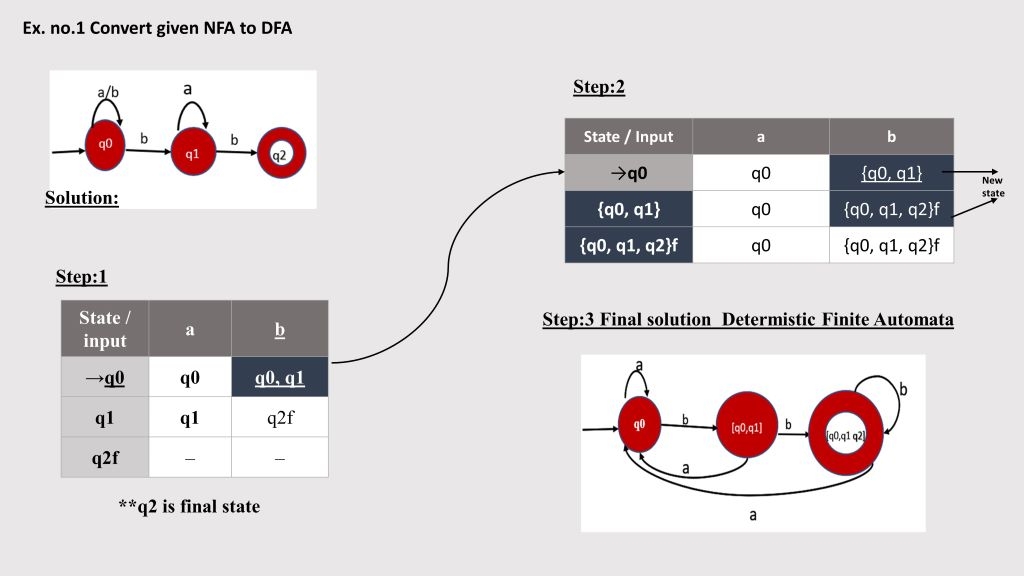 Ex. no.1 Convert given NFA to DFA
a/b
a
q0
b
q1
b
q2
Solution:
Step:1
State / input a b
→q0 q0 q0, q1
q1 q1 q2f
q2f – –
**q2 is final state
Step:2
State / Input a b
→q0 q0 {q0, q1}
{q0, q1} q0 {q0, q1, q2}f
{q0, q1, q2}f q0 {q0, q1, q2}f
New
state
Step:3 Final solution Determistic Finite Automata
a
q0
b
[q0,q1]
b
[q0,q1 q2]
b
a
a